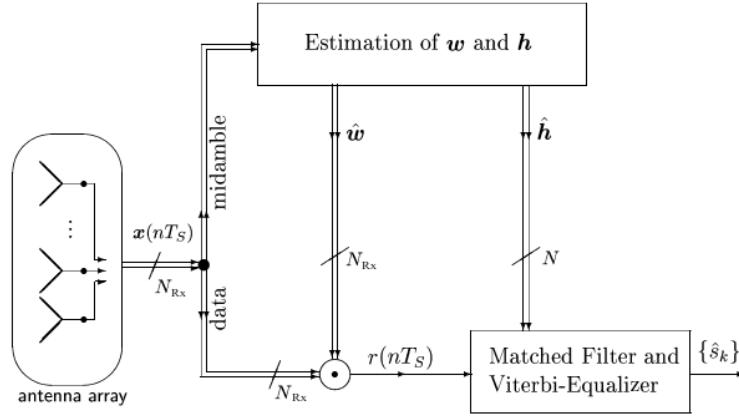 Estimation of w and h
midamble
ŵ
ĥ
x(nT_S)
N_Rx
N_Rx
N
data
N_Rx
r(nT_S)
Matched Filter and
Viterbi-Equalizer
{ŝ_k}
antenna array